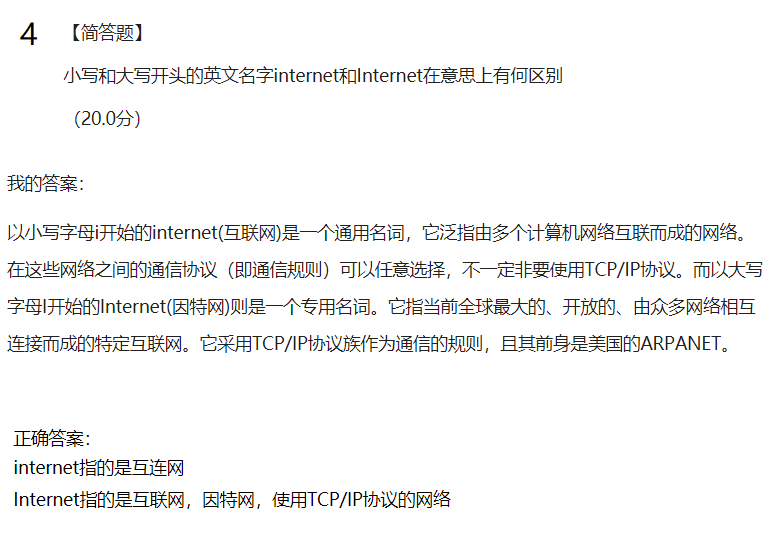 4 【简答题】
小写和大写开头的英文名字internet和Internet在意思上有何区别
（20.0分）
我的答案：
以小写字母i开始的internet(互联网)是一个通用名词，它泛指由多个计算机网络互联而成的网络。
在这些网络之间的通信协议（即通信规则）可以任意选择，不一定非要使用TCP/IP协议。而以大写
字母I开始的Internet(因特网)则是一个专用名词。它指当前全球最大的、开放的、由众多网络相互
连接而成的特定互联网。它采用TCP/IP协议族作为通信的规则，且其前身是美国的ARPANET。
正确答案：
internet指的是互连网
Internet指的是互联网，因特网，使用TCP/IP协议的网络